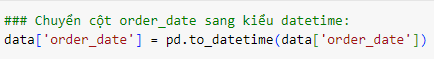 ### Chuyển cột order_date sang kiểu datetime:
data['order_date'] = pd.to_datetime(data['order_date'])